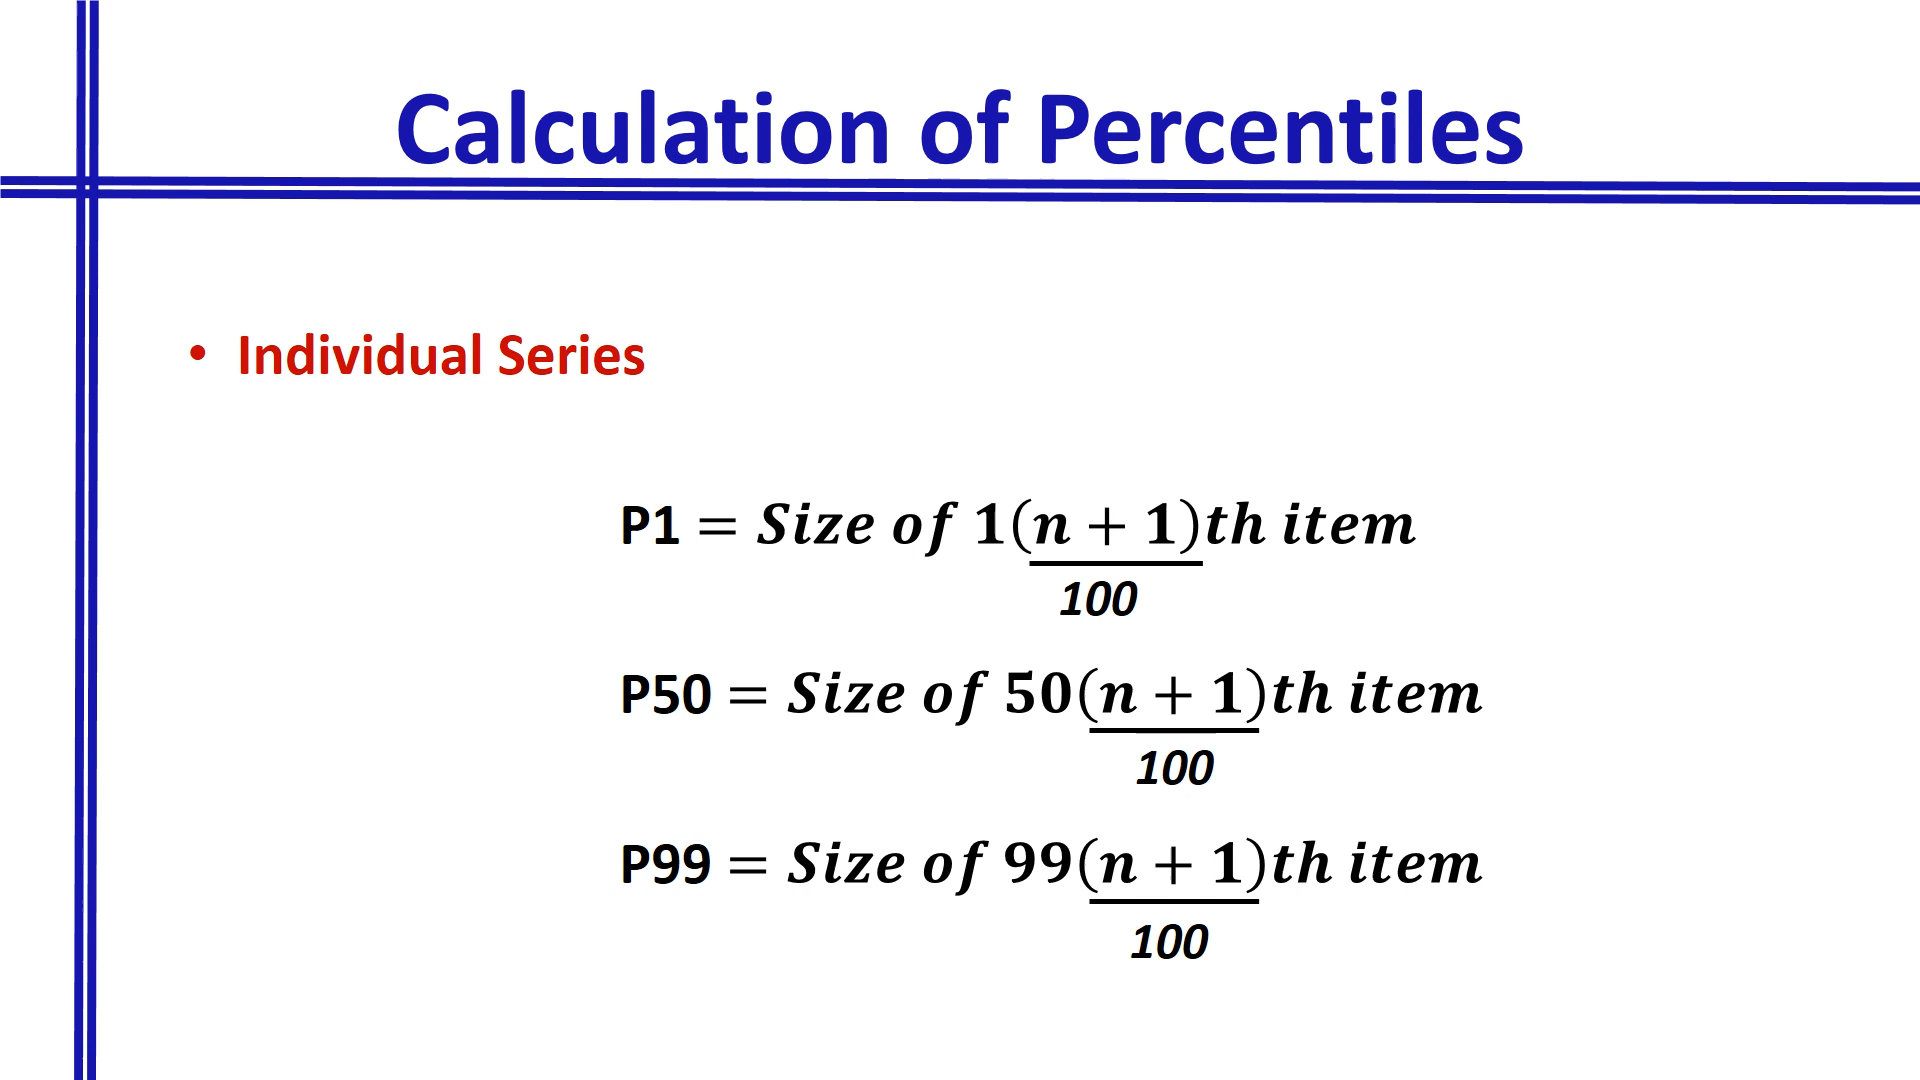 Calculation of Percentiles
• Individual Series
P1 = Size of 1(n + 1)th item
100
P50 = Size of 50(n + 1)th item
100
P99 = Size of 99(n + 1)th item
100